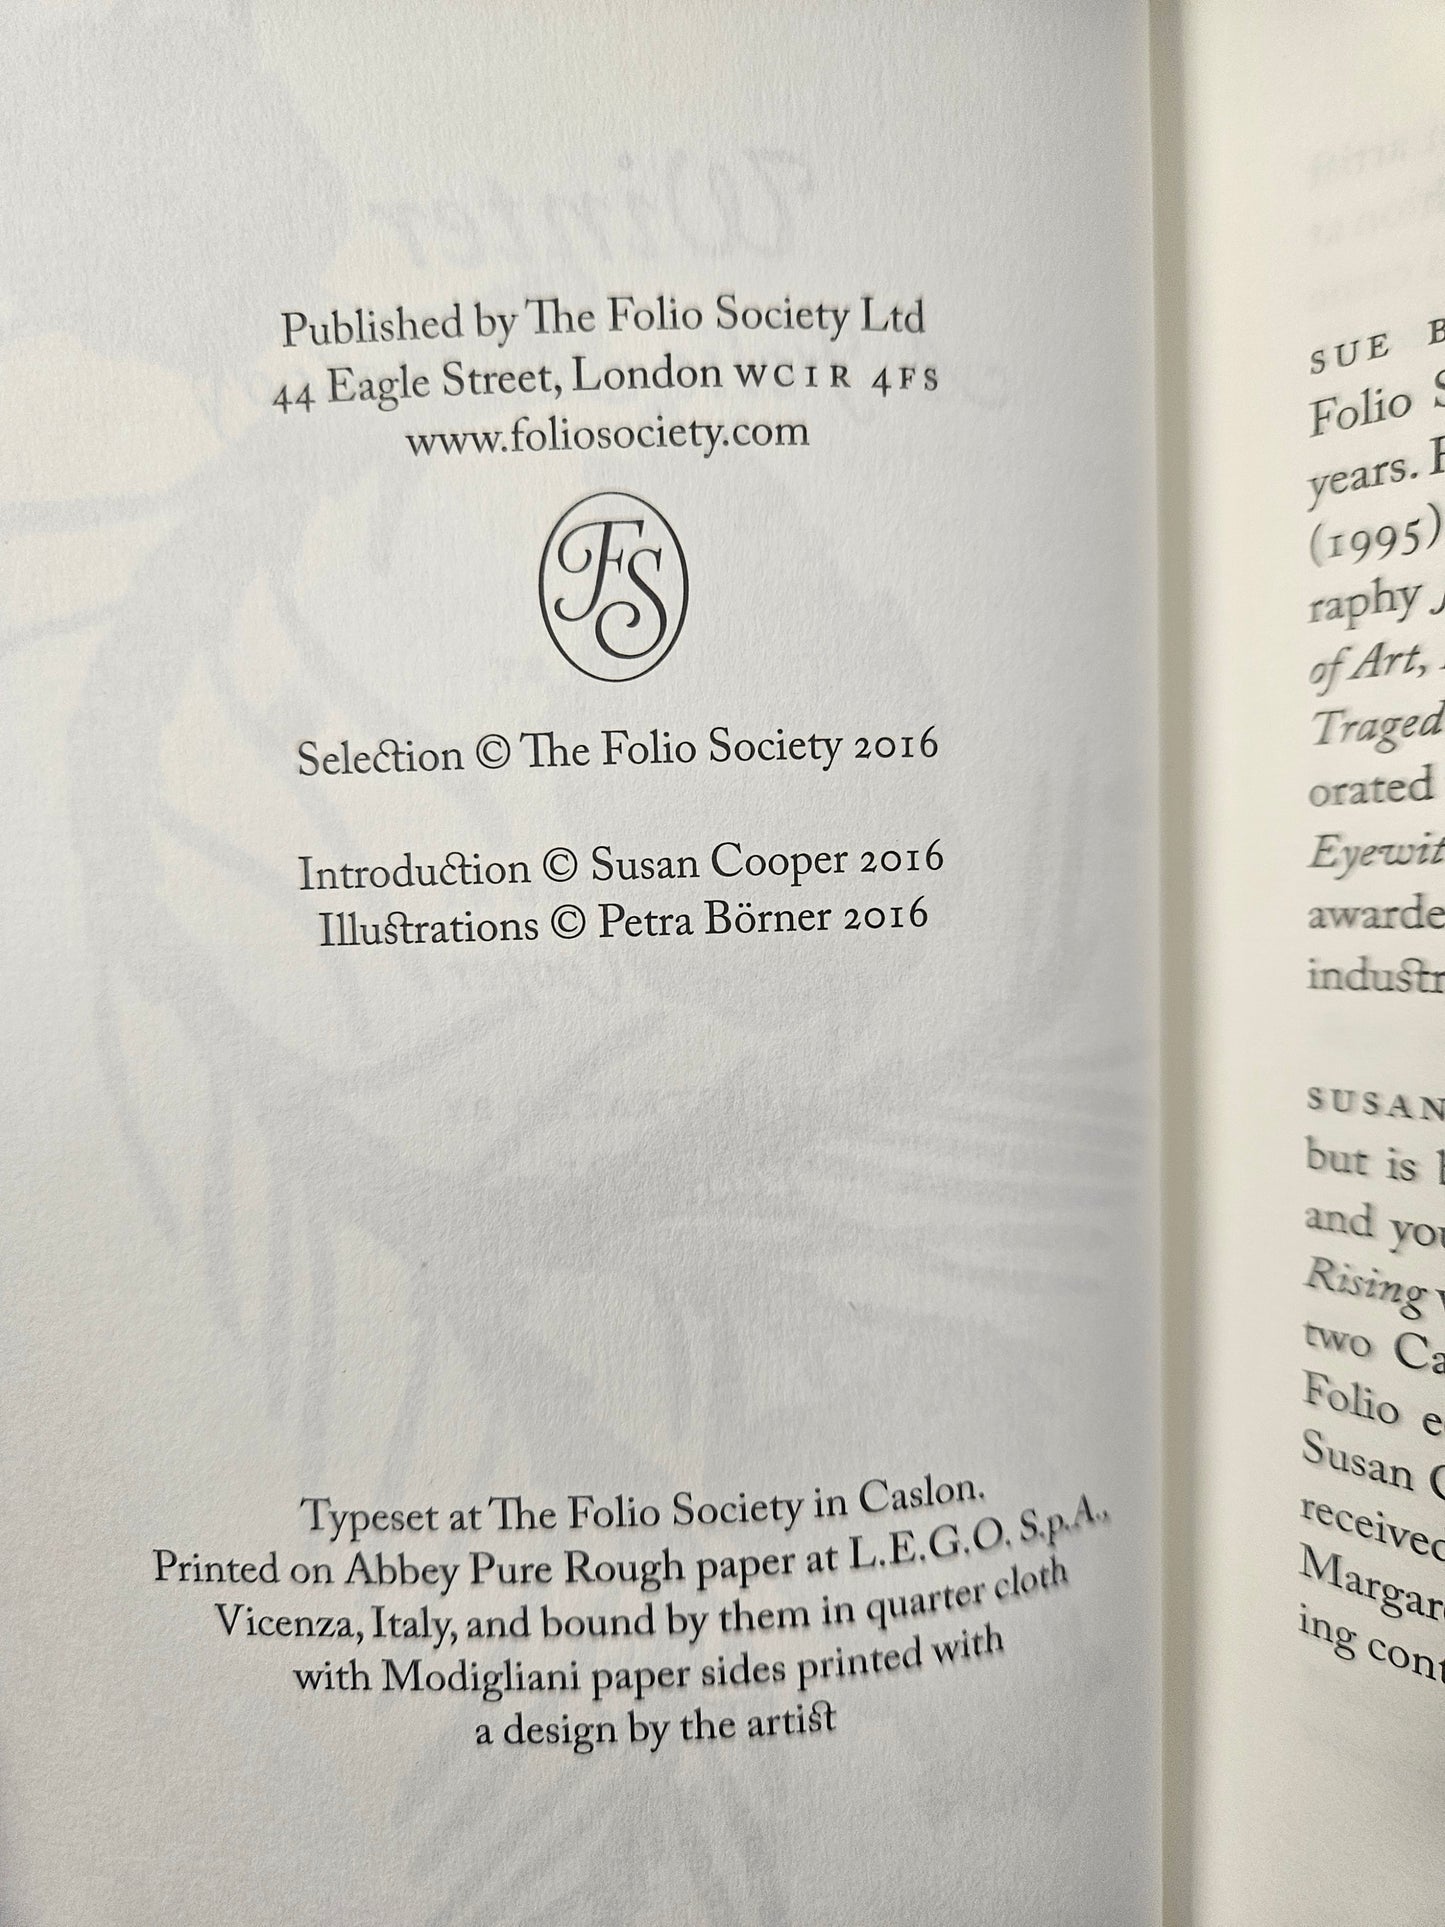 Winter
Published by The Folio Society Ltd
44 Eagle Street, London WC1R 4FS
www.foliosociety.com
FS
Selection © The Folio Society 2016
Introduction © Susan Cooper 2016
Illustrations © Petra Börner 2016
Typeset at The Folio Society in Caslon.
Printed on Abbey Pure Rough paper at L.E.G.O. S.p.A.,
Vicenza, Italy, and bound by them in quarter cloth
with Modigliani paper sides printed with
a design by the artist
SUE
Folio
years.
(1995)
raphy
of Art,
Traged
orated
Eyewit
awarde
industr
SUSAN
but is
and you
Rising
two Ca
Folio e
Susan
received
Margar
ing cont